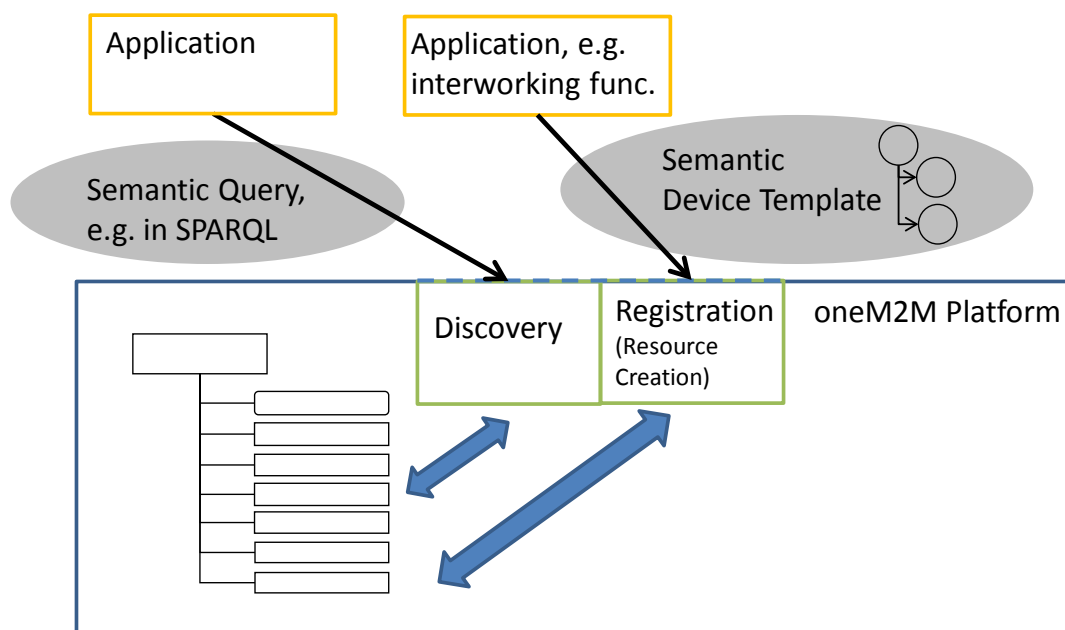 Application
Application, e.g.
interworking func.
Semantic Query,
e.g. in SPARQL
Semantic
Device Template
Discovery
Registration
(Resource
Creation)
oneM2M Platform